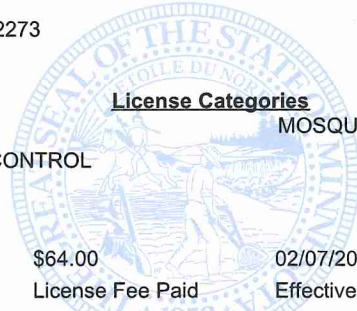 2273
License Categories
MOSQU
CONTROL
$64.00 02/07/20
License Fee Paid Effective